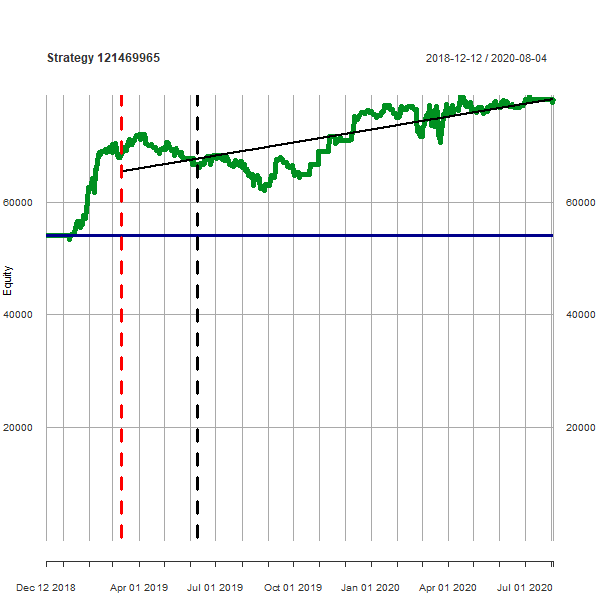 Strategy 121469965
2018-12-12 / 2020-08-04
60000
60000
Equity
40000
40000
20000
20000
Dec 12 2018
Apr 01 2019
Jul 01 2019
Oct 01 2019
Jan 01 2020
Apr 01 2020
Jul 01 2020